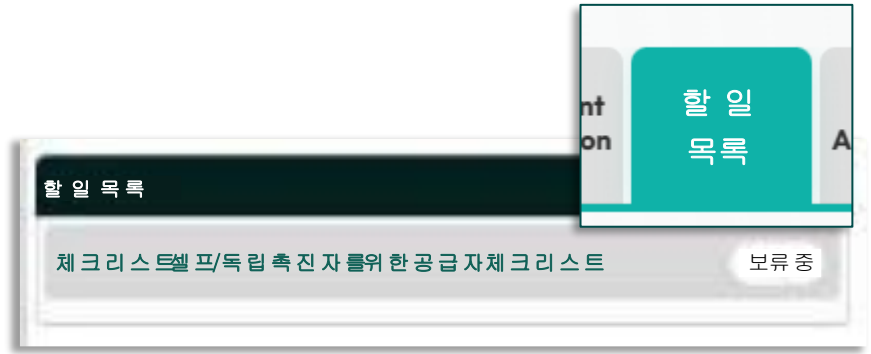 nt
on
할 일
목록
A
할 일 목록
체크리스트셀프/독립촉진자를위한공급자체크리스트
보류 중